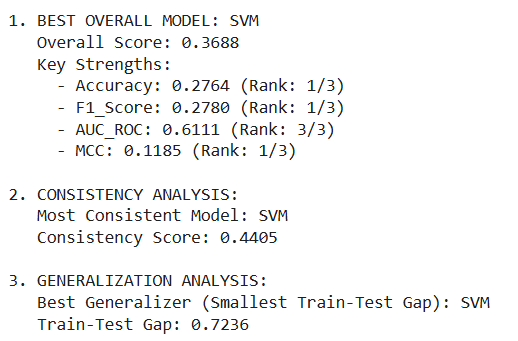 1. BEST OVERALL MODEL: SVM
Overall Score: 0.3688
Key Strengths:
- Accuracy: 0.2764 (Rank: 1/3)
- F1_Score: 0.2780 (Rank: 1/3)
- AUC_ROC: 0.6111 (Rank: 3/3)
- MCC: 0.1185 (Rank: 1/3)
2. CONSISTENCY ANALYSIS:
Most Consistent Model: SVM
Consistency Score: 0.4405
3. GENERALIZATION ANALYSIS:
Best Generalizer (Smallest Train-Test Gap): SVM
Train-Test Gap: 0.7236